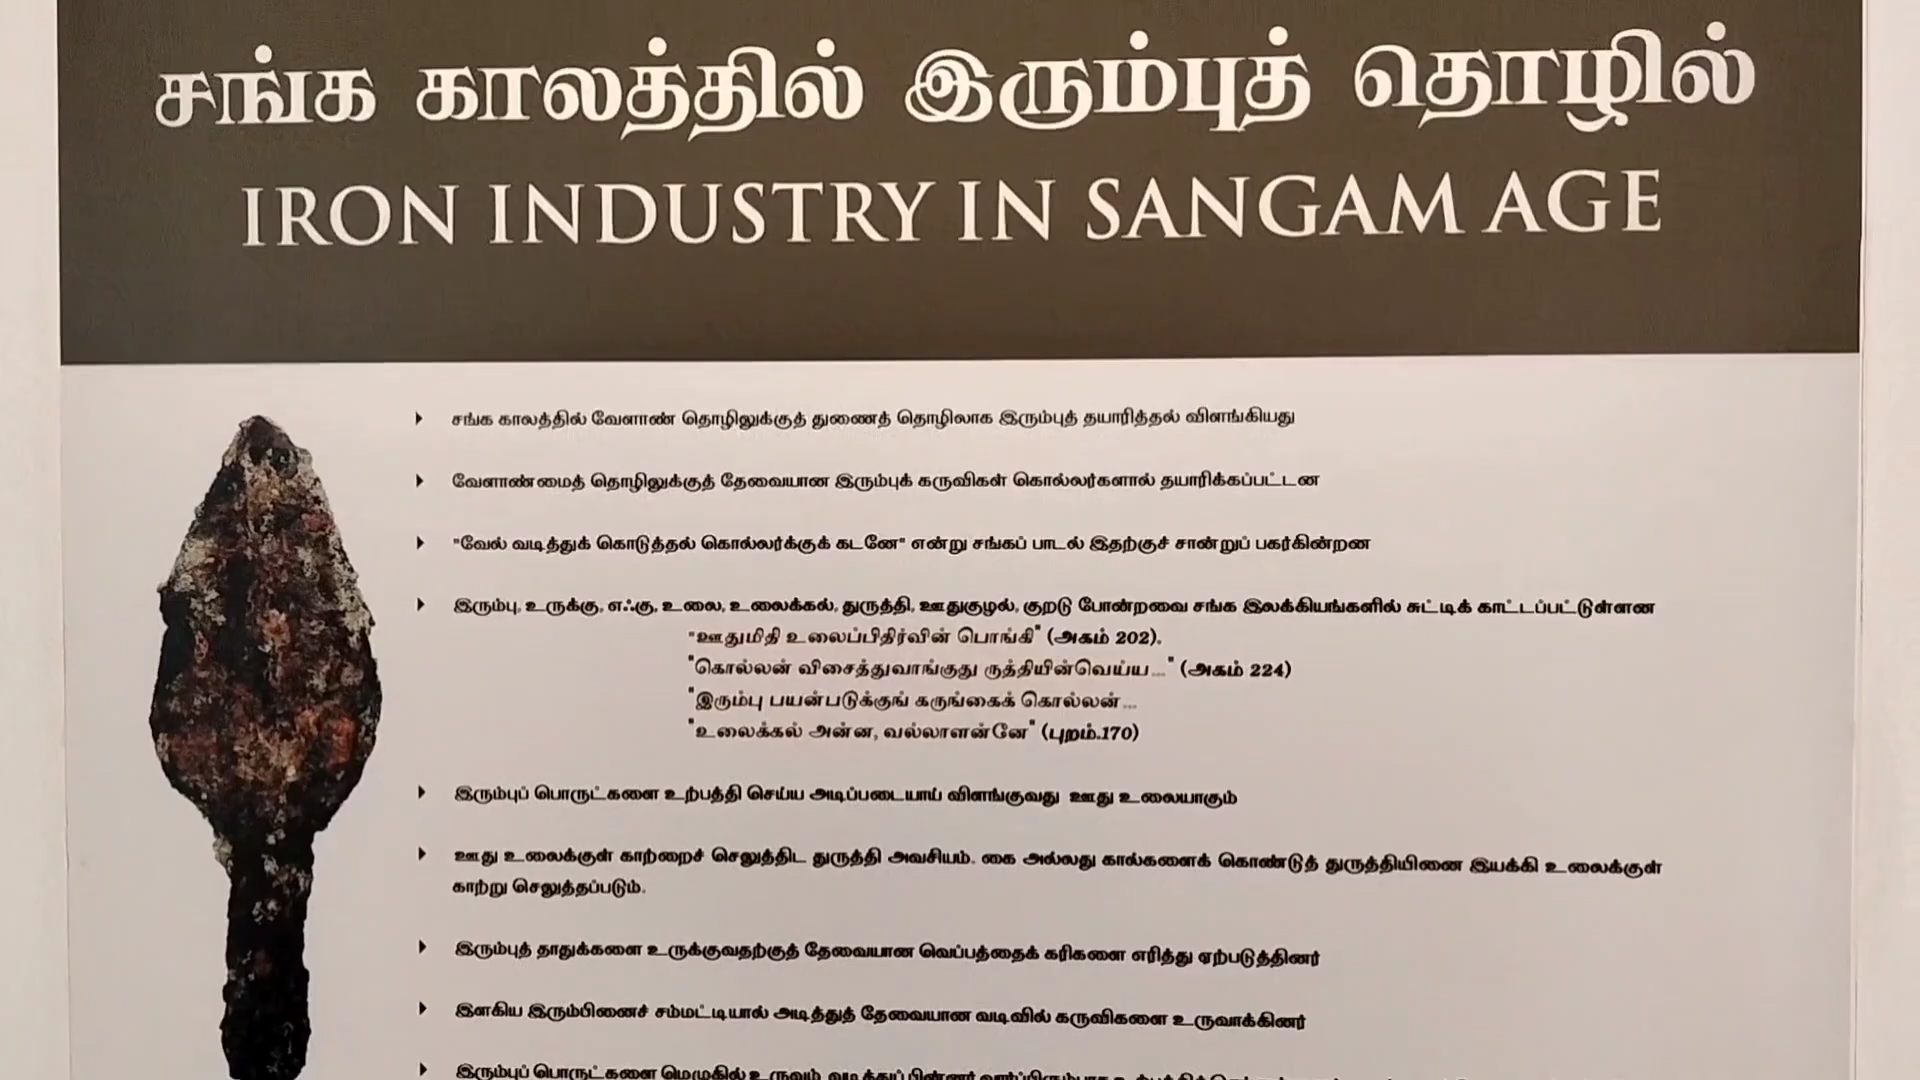 சங்க காலத்தில் இரும்புத் தொழில்
IRON INDUSTRY IN SANGAM AGE
சங்க காலத்தில் வேளாண் தொழிலுக்குத் துணைத் தொழிலாக இரும்புத் தயாரித்தல் விளங்கியது
வேளாண்மைத் தொழிலுக்குத் தேவையான இரும்புக் கருவிகள் கொல்லர்களால் தயாரிக்கப்பட்டன
"வேல் வடித்துக் கொடுத்தல் கொல்லர்க்குக் கடனே" என்று சங்கப் பாடல் இதற்குச் சான்றுப் பகர்கின்றன
இரும்பு, உருக்கு, எஃகு, உலை, உலைக்கல், துருத்தி, ஊதுகுழல், குறடு போன்றவை சங்க இலக்கியங்களில் சுட்டிக் காட்டப்பட்டுள்ளன
"ஊதுமிதி உலைப்பிதிர்வின் பொங்கி" (அகம் 202).
"கொல்லன் விசைத்துவாங்குது ருத்தியின்வெய்ய..." (அகம் 224)
"இரும்பு பயன்படுக்குங் கருங்கைக் கொல்லன்...
"உலைக்கல் அன்ன, வல்லாளன்னே" (புறம்.170)
இரும்புப் பொருட்களை உற்பத்தி செய்ய அடிப்படையாய் விளங்குவது ஊது உலையாகும்
ஊது உலைக்குள் காற்றைச் செலுத்திட துருத்தி அவசியம். கை அல்லது கால்களைக் கொண்டுத் துருத்தியினை இயக்கி உலைக்குள்
காற்று செலுத்தப்படும்.
இரும்புத் தாதுக்களை உருக்குவதற்குத் தேவையான வெப்பத்தைக் கரிகளை எரித்து ஏற்படுத்தினர்
இளகிய இரும்பினைச் சம்மட்டியால் அடித்துத் தேவையான வடிவில் கருவிகளை உருவாக்கினர்
இரும்புப் பொருட்களை மெழுகில் உருவம்